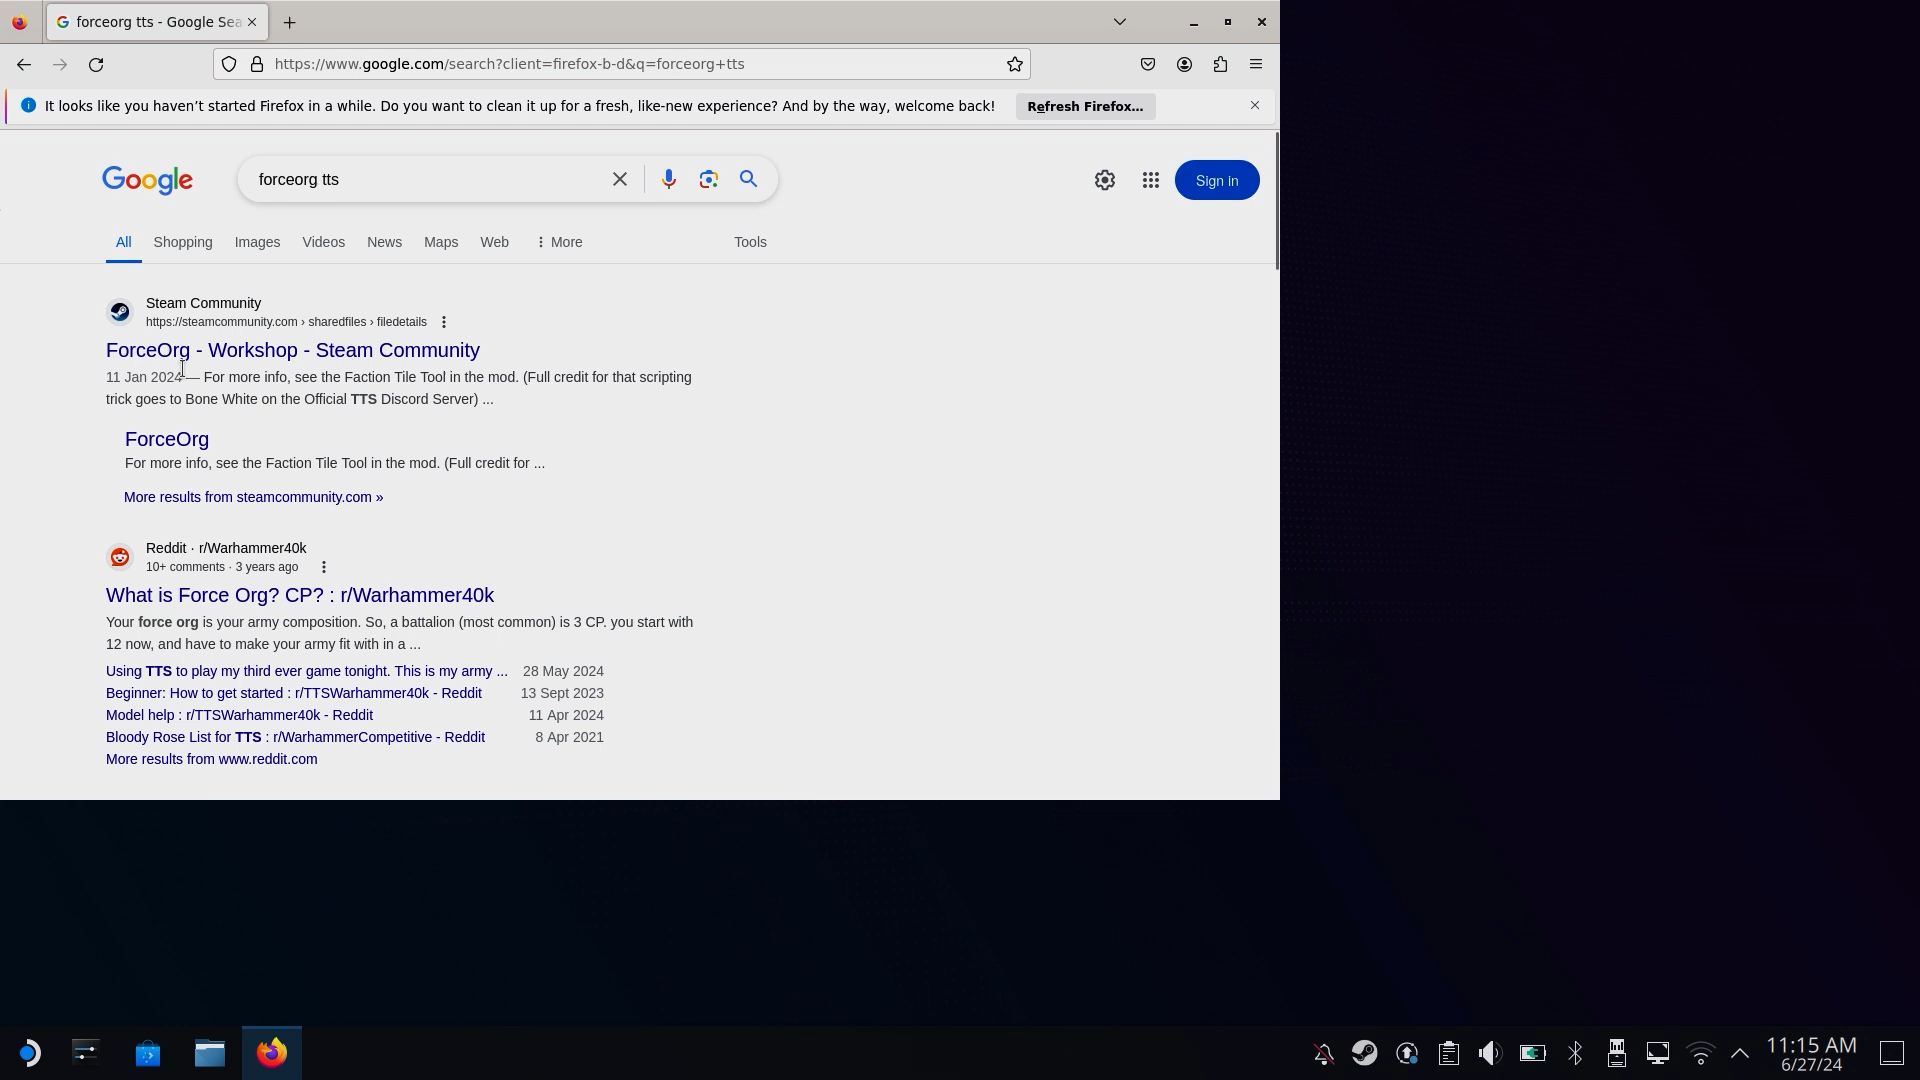 forceorg tts - Google Sea
https://www.google.com/search?client=firefox-b-d&q=forceorg+tts
It looks like you haven’t started Firefox in a while. Do you want to clean it up for a fresh, like-new experience? And by the way, welcome back!
Refresh Firefox…
Google
forceorg tts
Sign in
All
Shopping
Images
Videos
News
Maps
Web
More
Tools
Steam Community
https://steamcommunity.com › sharedfiles › filedetails
ForceOrg - Workshop - Steam Community
11 Jan 2024 — For more info, see the Faction Tile Tool in the mod. (Full credit for that scripting
trick goes to Bone White on the Official TTS Discord Server) ...
ForceOrg
For more info, see the Faction Tile Tool in the mod. (Full credit for ...
More results from steamcommunity.com »
Reddit · r/Warhammer40k
10+ comments · 3 years ago
What is Force Org? CP? : r/Warhammer40k
Your force org is your army composition. So, a battalion (most common) is 3 CP. you start with
12 now, and have to make your army fit with in a ...
Using TTS to play my third ever game tonight. This is my army ... 28 May 2024
Beginner: How to get started : r/TTSWarhammer40k - Reddit 13 Sept 2023
Model help : r/TTSWarhammer40k - Reddit 11 Apr 2024
Bloody Rose List for TTS : r/WarhammerCompetitive - Reddit 8 Apr 2021
More results from www.reddit.com
11:15 AM
6/27/24